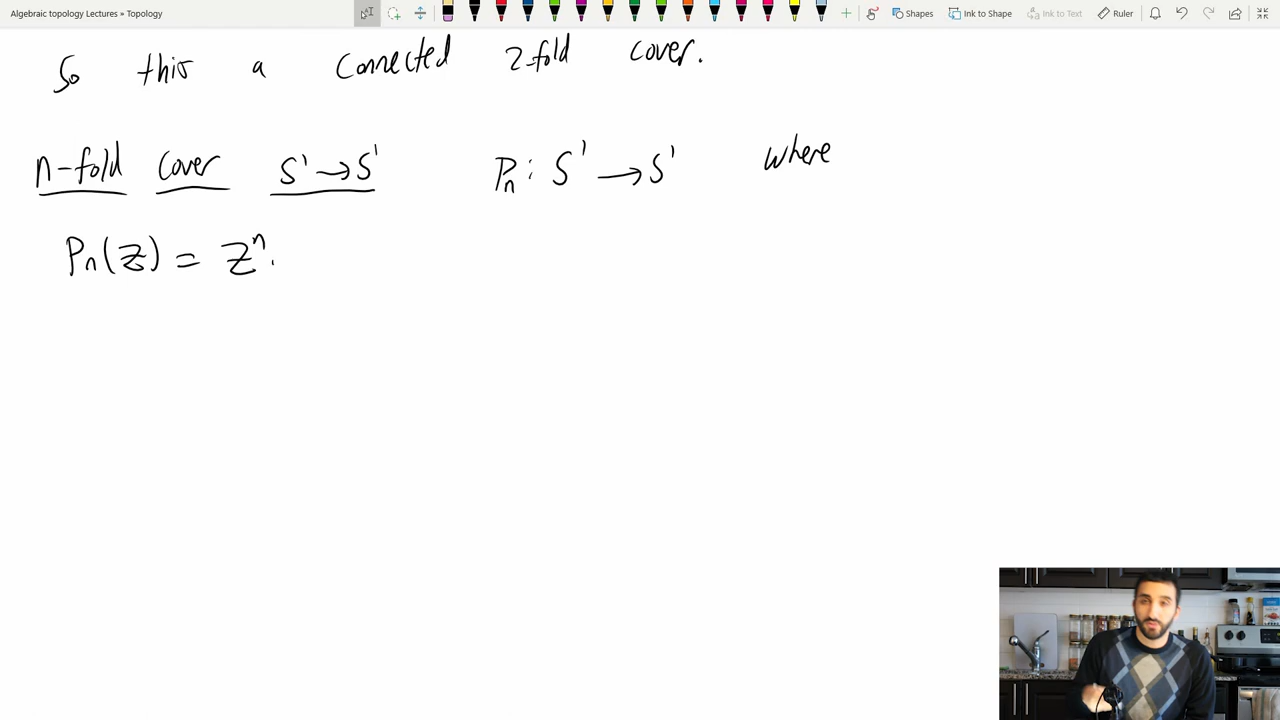 Algebraic topology Lectures – Topology
Shapes Ink to Shape Ink to Text Ruler
So this a connected 2fold cover.
n-fold cover S¹→S¹ Pₙ: S¹ → S¹ where
Pₙ(Z) = Zⁿ.